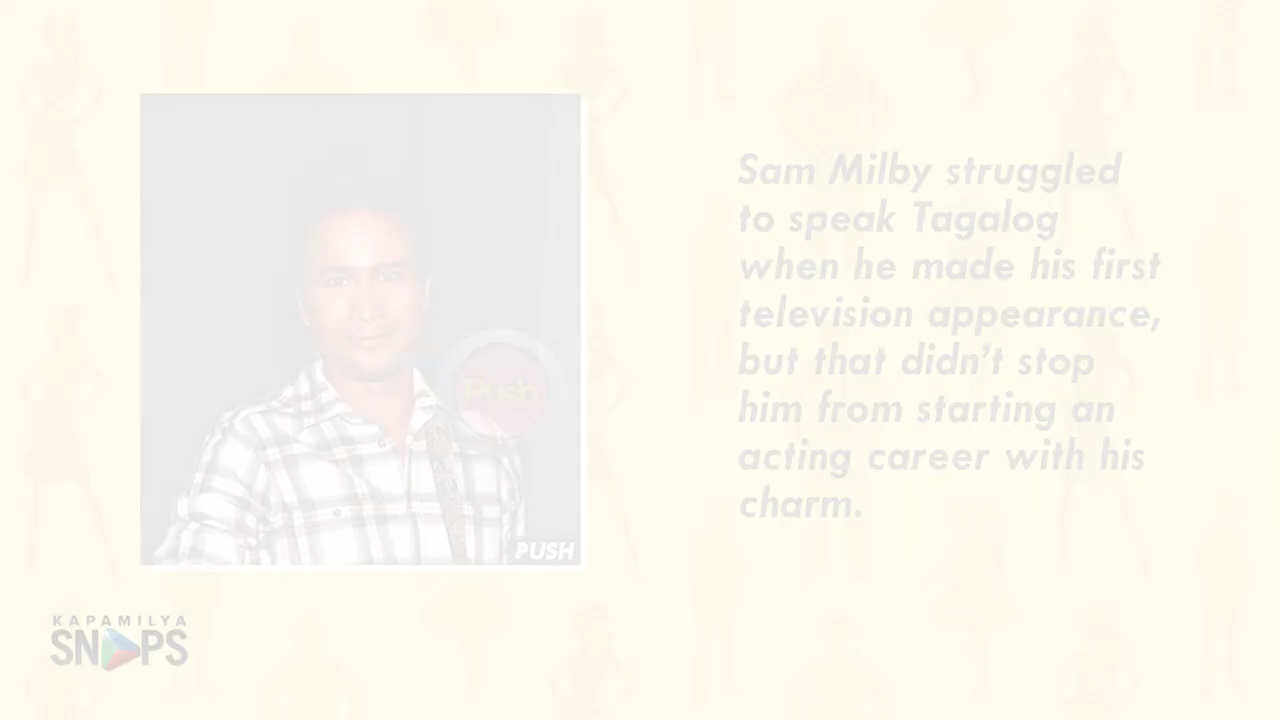 Sam Milby struggled
to speak Tagalog
when he made his first
television appearance,
but that didn't stop
him from starting an
acting career with his
charm.
Push
PUSH
KAPAMILYA
SNAPS